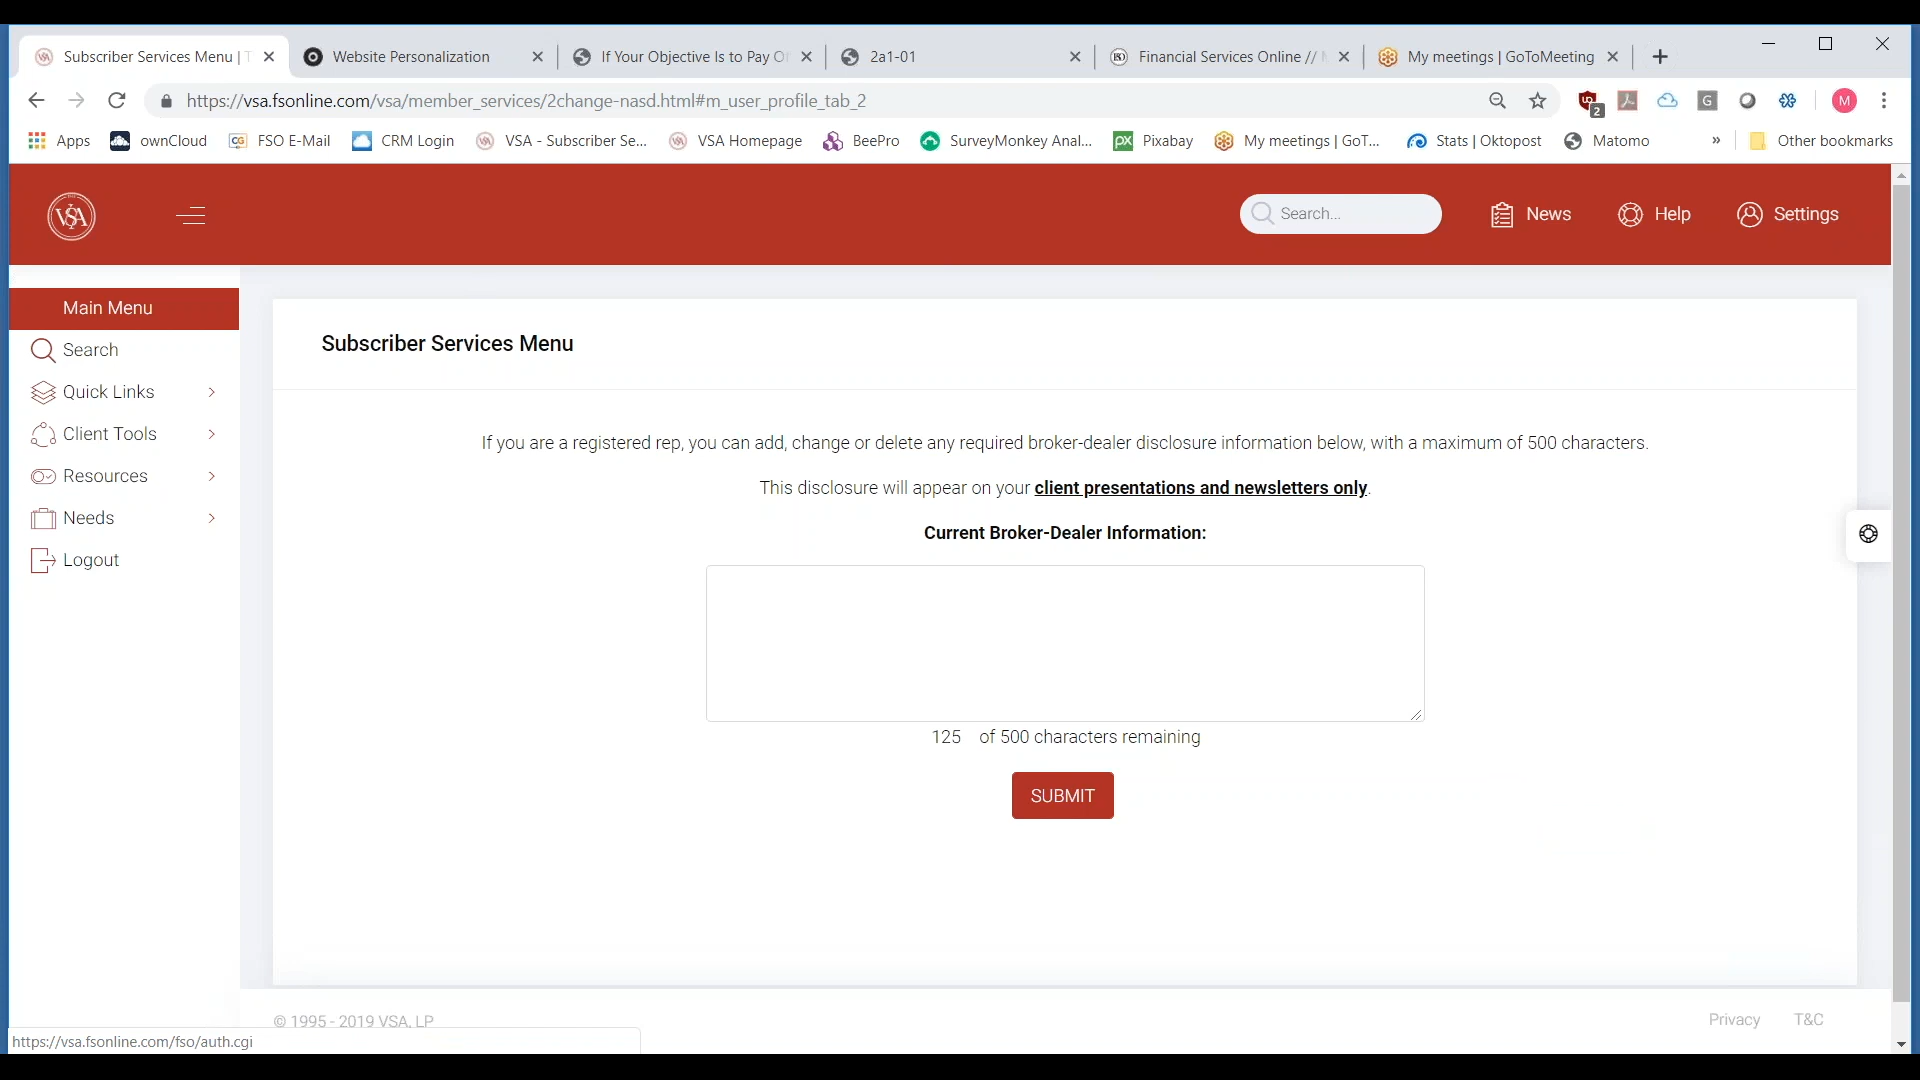 Subscriber Services Menu | T
Website Personalization
If Your Objective Is to Pay O
2a1-01
Financial Services Online //
My meetings | GoToMeeting
https://vsa.fsonline.com/vsa/member_services/2change-nasd.html#m_user_profile_tab_2
2
G
M
Apps
ownCloud
CG
FSO E-Mail
CRM Login
VSA - Subscriber Se...
VSA Homepage
BeePro
SurveyMonkey Anal...
px
Pixabay
My meetings | GoT...
Stats | Oktopost
Matomo
»
Other bookmarks
VSA
Search...
News
Help
Settings
Main Menu
Search
Quick Links
Client Tools
Resources
Needs
Logout
Subscriber Services Menu
If you are a registered rep, you can add, change or delete any required broker-dealer disclosure information below, with a maximum of 500 characters.
This disclosure will appear on your client presentations and newsletters only.
Current Broker-Dealer Information:
125 of 500 characters remaining
SUBMIT
© 1995 - 2019 VSA, LP
Privacy
T&C
https://vsa.fsonline.com/fso/auth.cgi